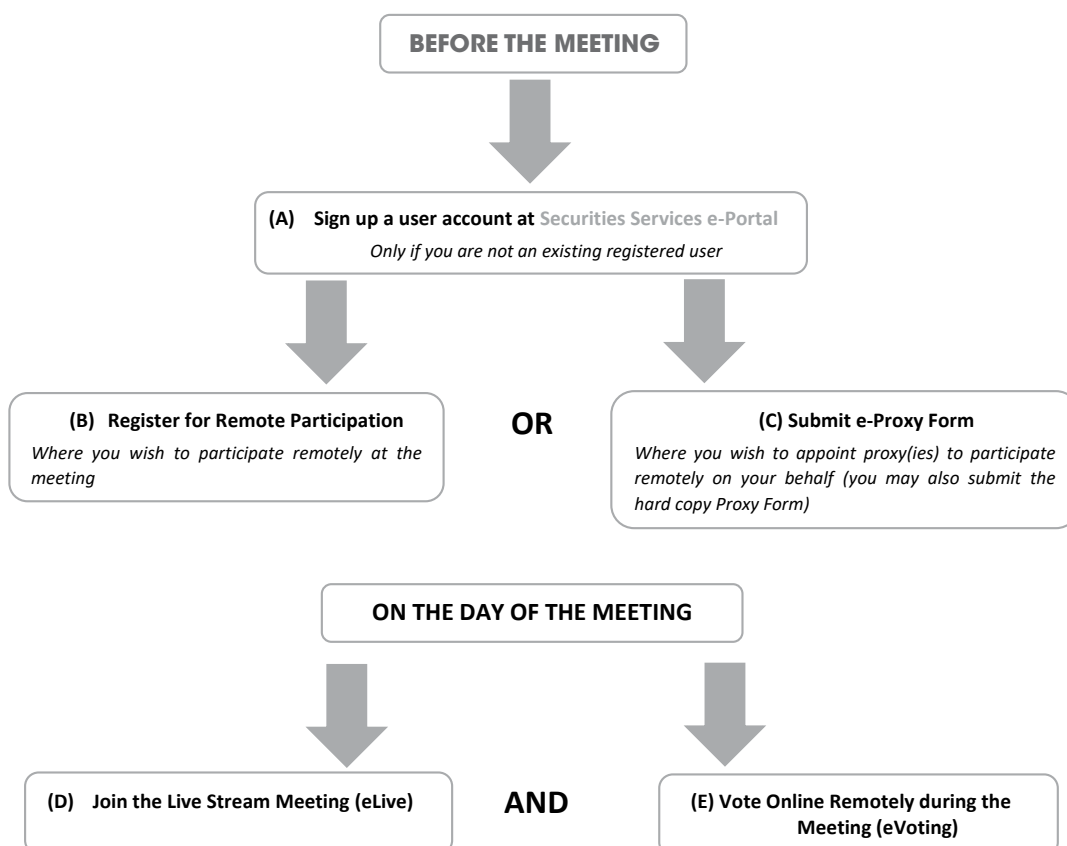 BEFORE THE MEETING
(A) Sign up a user account at Securities Services e-Portal
Only if you are not an existing registered user
(B) Register for Remote Participation
Where you wish to participate remotely at the
meeting
OR
(C) Submit e-Proxy Form
Where you wish to appoint proxy(ies) to participate
remotely on your behalf (you may also submit the
hard copy Proxy Form)
ON THE DAY OF THE MEETING
(D) Join the Live Stream Meeting (eLive)
AND
(E) Vote Online Remotely during the
Meeting (eVoting)